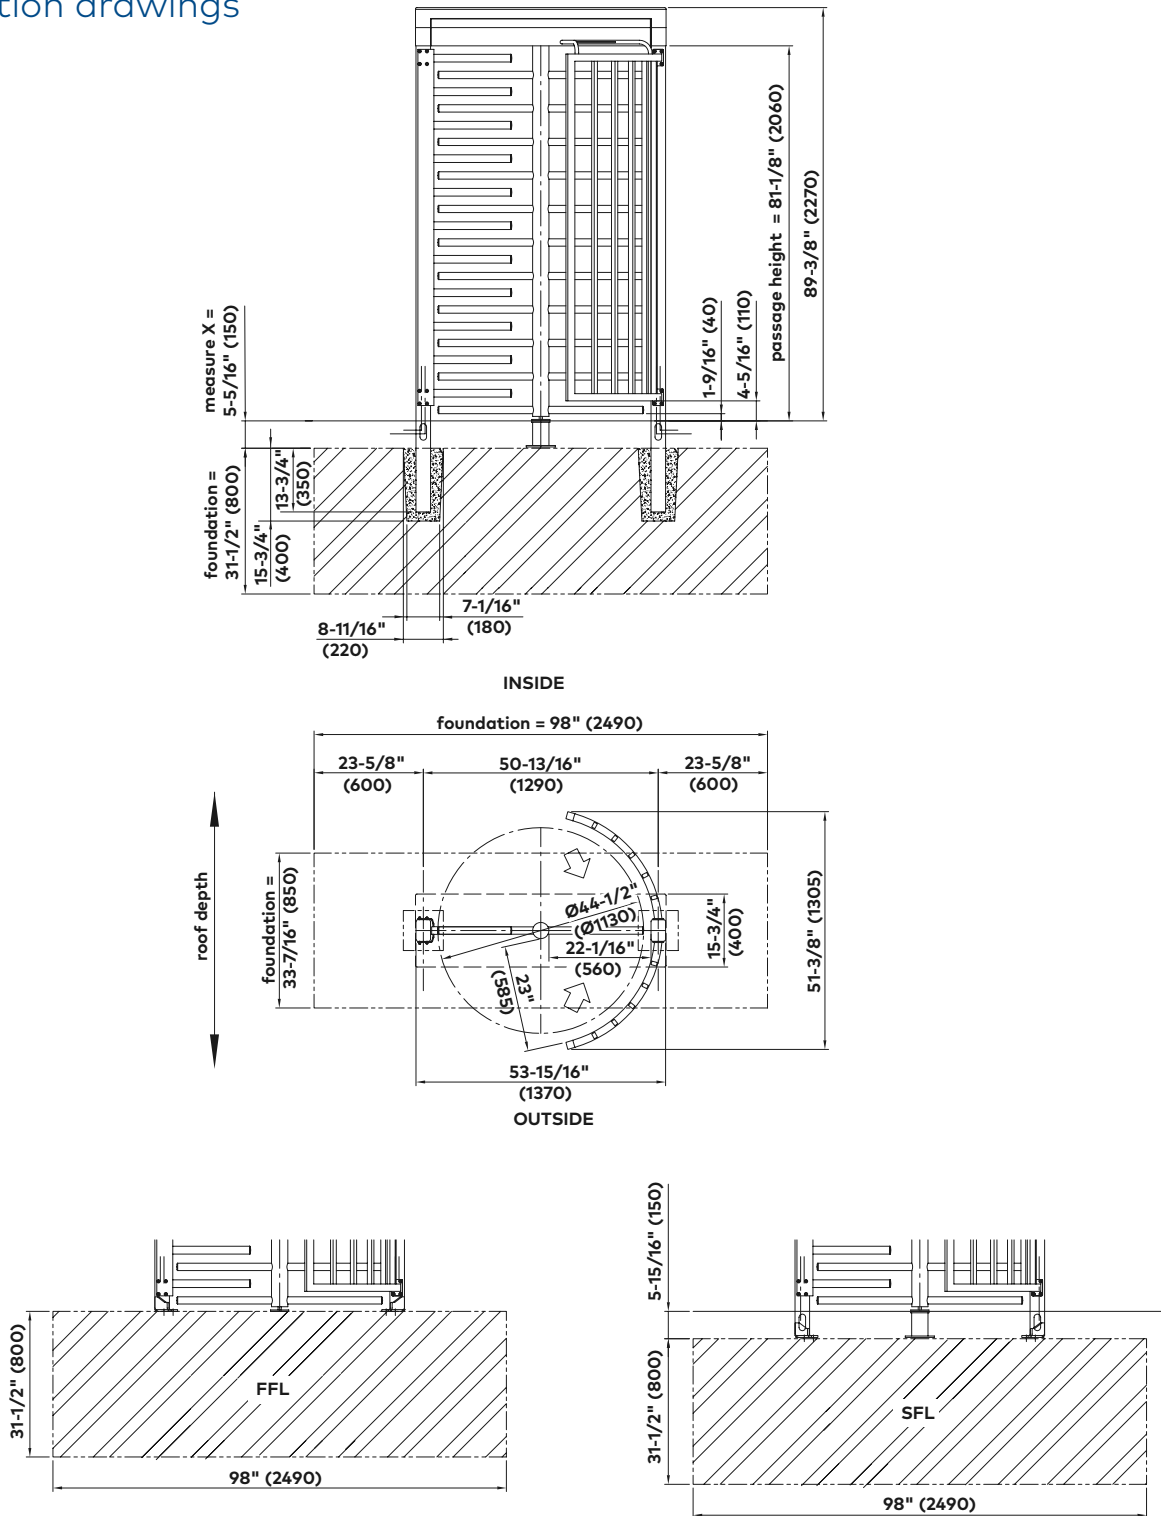 tion drawings
passage height = 81-1/8" (2060)
89-3/8" (2270)
1-9/16" (40)
4-5/16" (110)
measure X =
5-5/16" (150)
foundation =
31-1/2" (800)
13-3/4"
(350)
15-3/4"
(400)
7-1/16"
(180)
8-11/16"
(220)
INSIDE
foundation = 98" (2490)
23-5/8"
(600)
50-13/16"
(1290)
23-5/8"
(600)
roof depth
foundation =
33-7/16" (850)
Ø44-1/2"
(Ø1130)
22-1/16"
(560)
23"
(585)
15-3/4"
(400)
51-3/8" (1305)
53-15/16"
(1370)
OUTSIDE
31-1/2" (800)
FFL
98" (2490)
5-15/16" (150)
31-1/2" (800)
SFL
98" (2490)